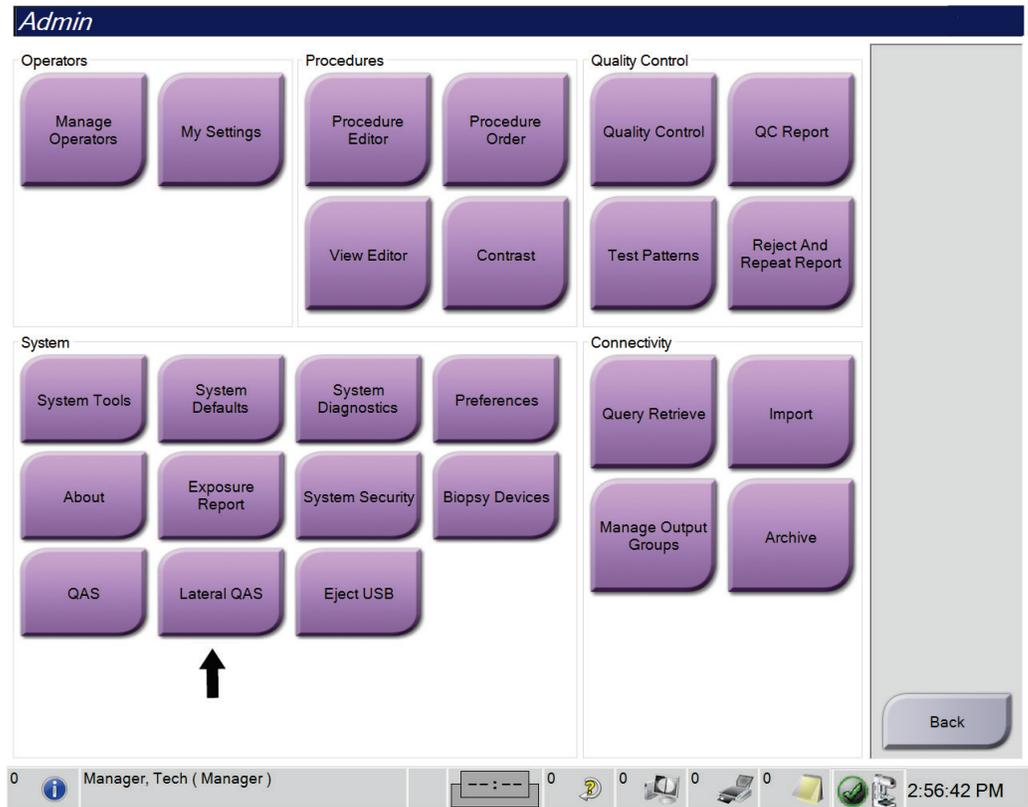 Admin
Operators
Manage
Operators
My Settings
Procedures
Procedure
Editor
Procedure
Order
View Editor
Contrast
Quality Control
Quality Control
QC Report
Test Patterns
Reject And
Repeat Report
System
System Tools
System
Defaults
System
Diagnostics
Preferences
About
Exposure
Report
System Security
Biopsy Devices
QAS
Lateral QAS
Eject USB
Connectivity
Query Retrieve
Import
Manage Output
Groups
Archive
Back
0
Manager, Tech ( Manager )
--:--
0
0
0
0
2:56:42 PM